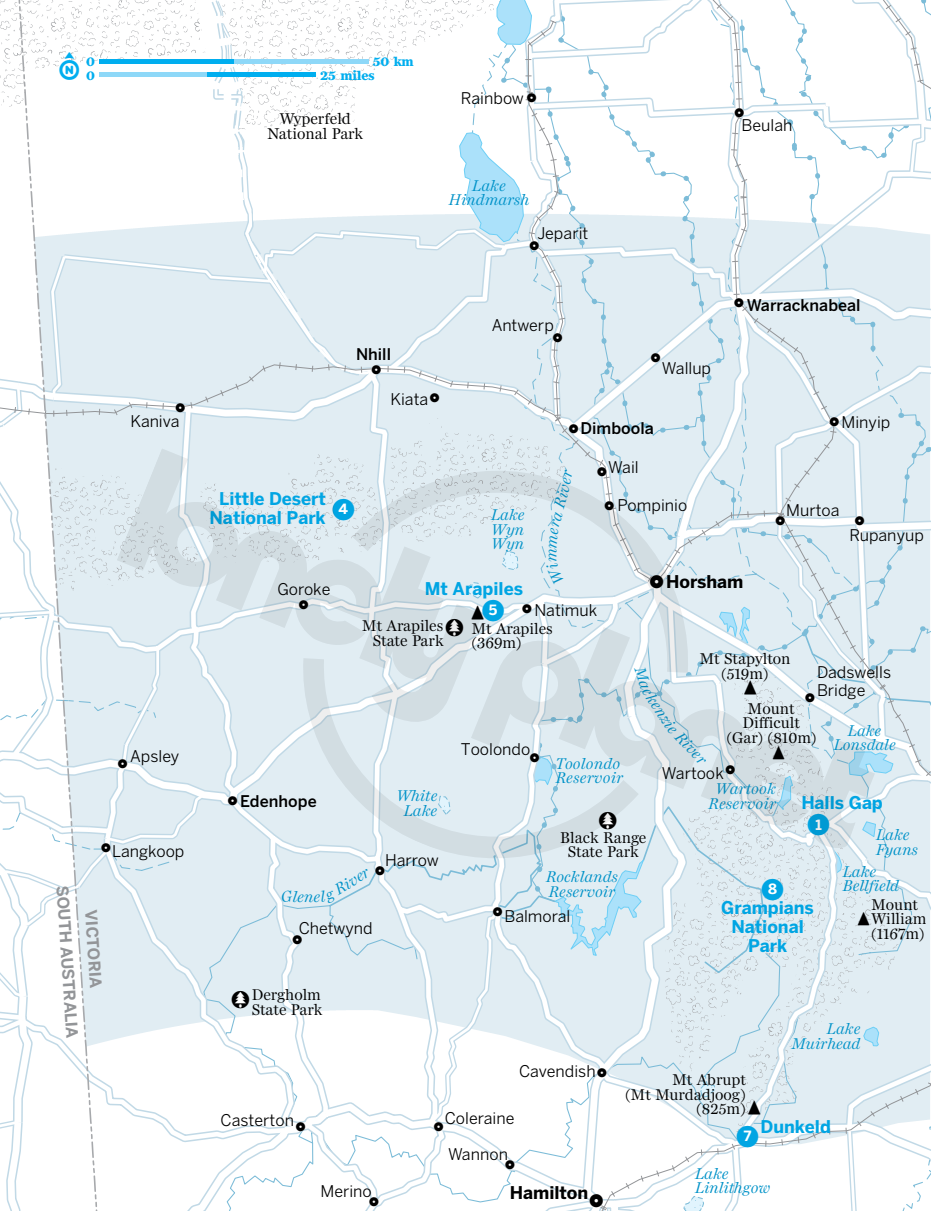 N
0
50 km
0
25 miles
Rainbow
Wyperfeld
National Park
Beulah
Lake
Hindmarsh
Jeparit
Warracknabeal
Antwerp
Nhill
Wallup
Kiata
Kaniva
Dimboola
Minyip
Wail
Little Desert
National Park
4
Pompinio
Lake
Wyn
Wyn
Wimmera River
Murtoa
Rupanyup
Horsham
Goroke
Mt Arapiles
5
Natimuk
Mt Arapiles
State Park
Mt Arapiles
(369m)
Mt Stapylton
(519m)
Dadswells
Bridge
Mackenzie River
Mount
Difficult
(Gar) (810m)
Lake
Lonsdale
Apsley
Toolondo
Toolondo
Reservoir
Wartook
Wartook
Reservoir
White
Lake
Edenhope
Halls Gap
1
Black Range
State Park
Lake
Fyans
Langkoop
Harrow
Rocklands
Reservoir
Lake
Bellfield
Glenelg River
8
Grampians
National
Park
Balmoral
Mount
William
(1167m)
Chetwynd
SOUTH AUSTRALIA
VICTORIA
Dergholm
State Park
Lake
Muirhead
Cavendish
Mt Abrupt
(Mt Murdadjoog)
(825m)
Casterton
Coleraine
7
Dunkeld
Wannon
Merino
Hamilton
Lake
Linlithgow
lonely planet